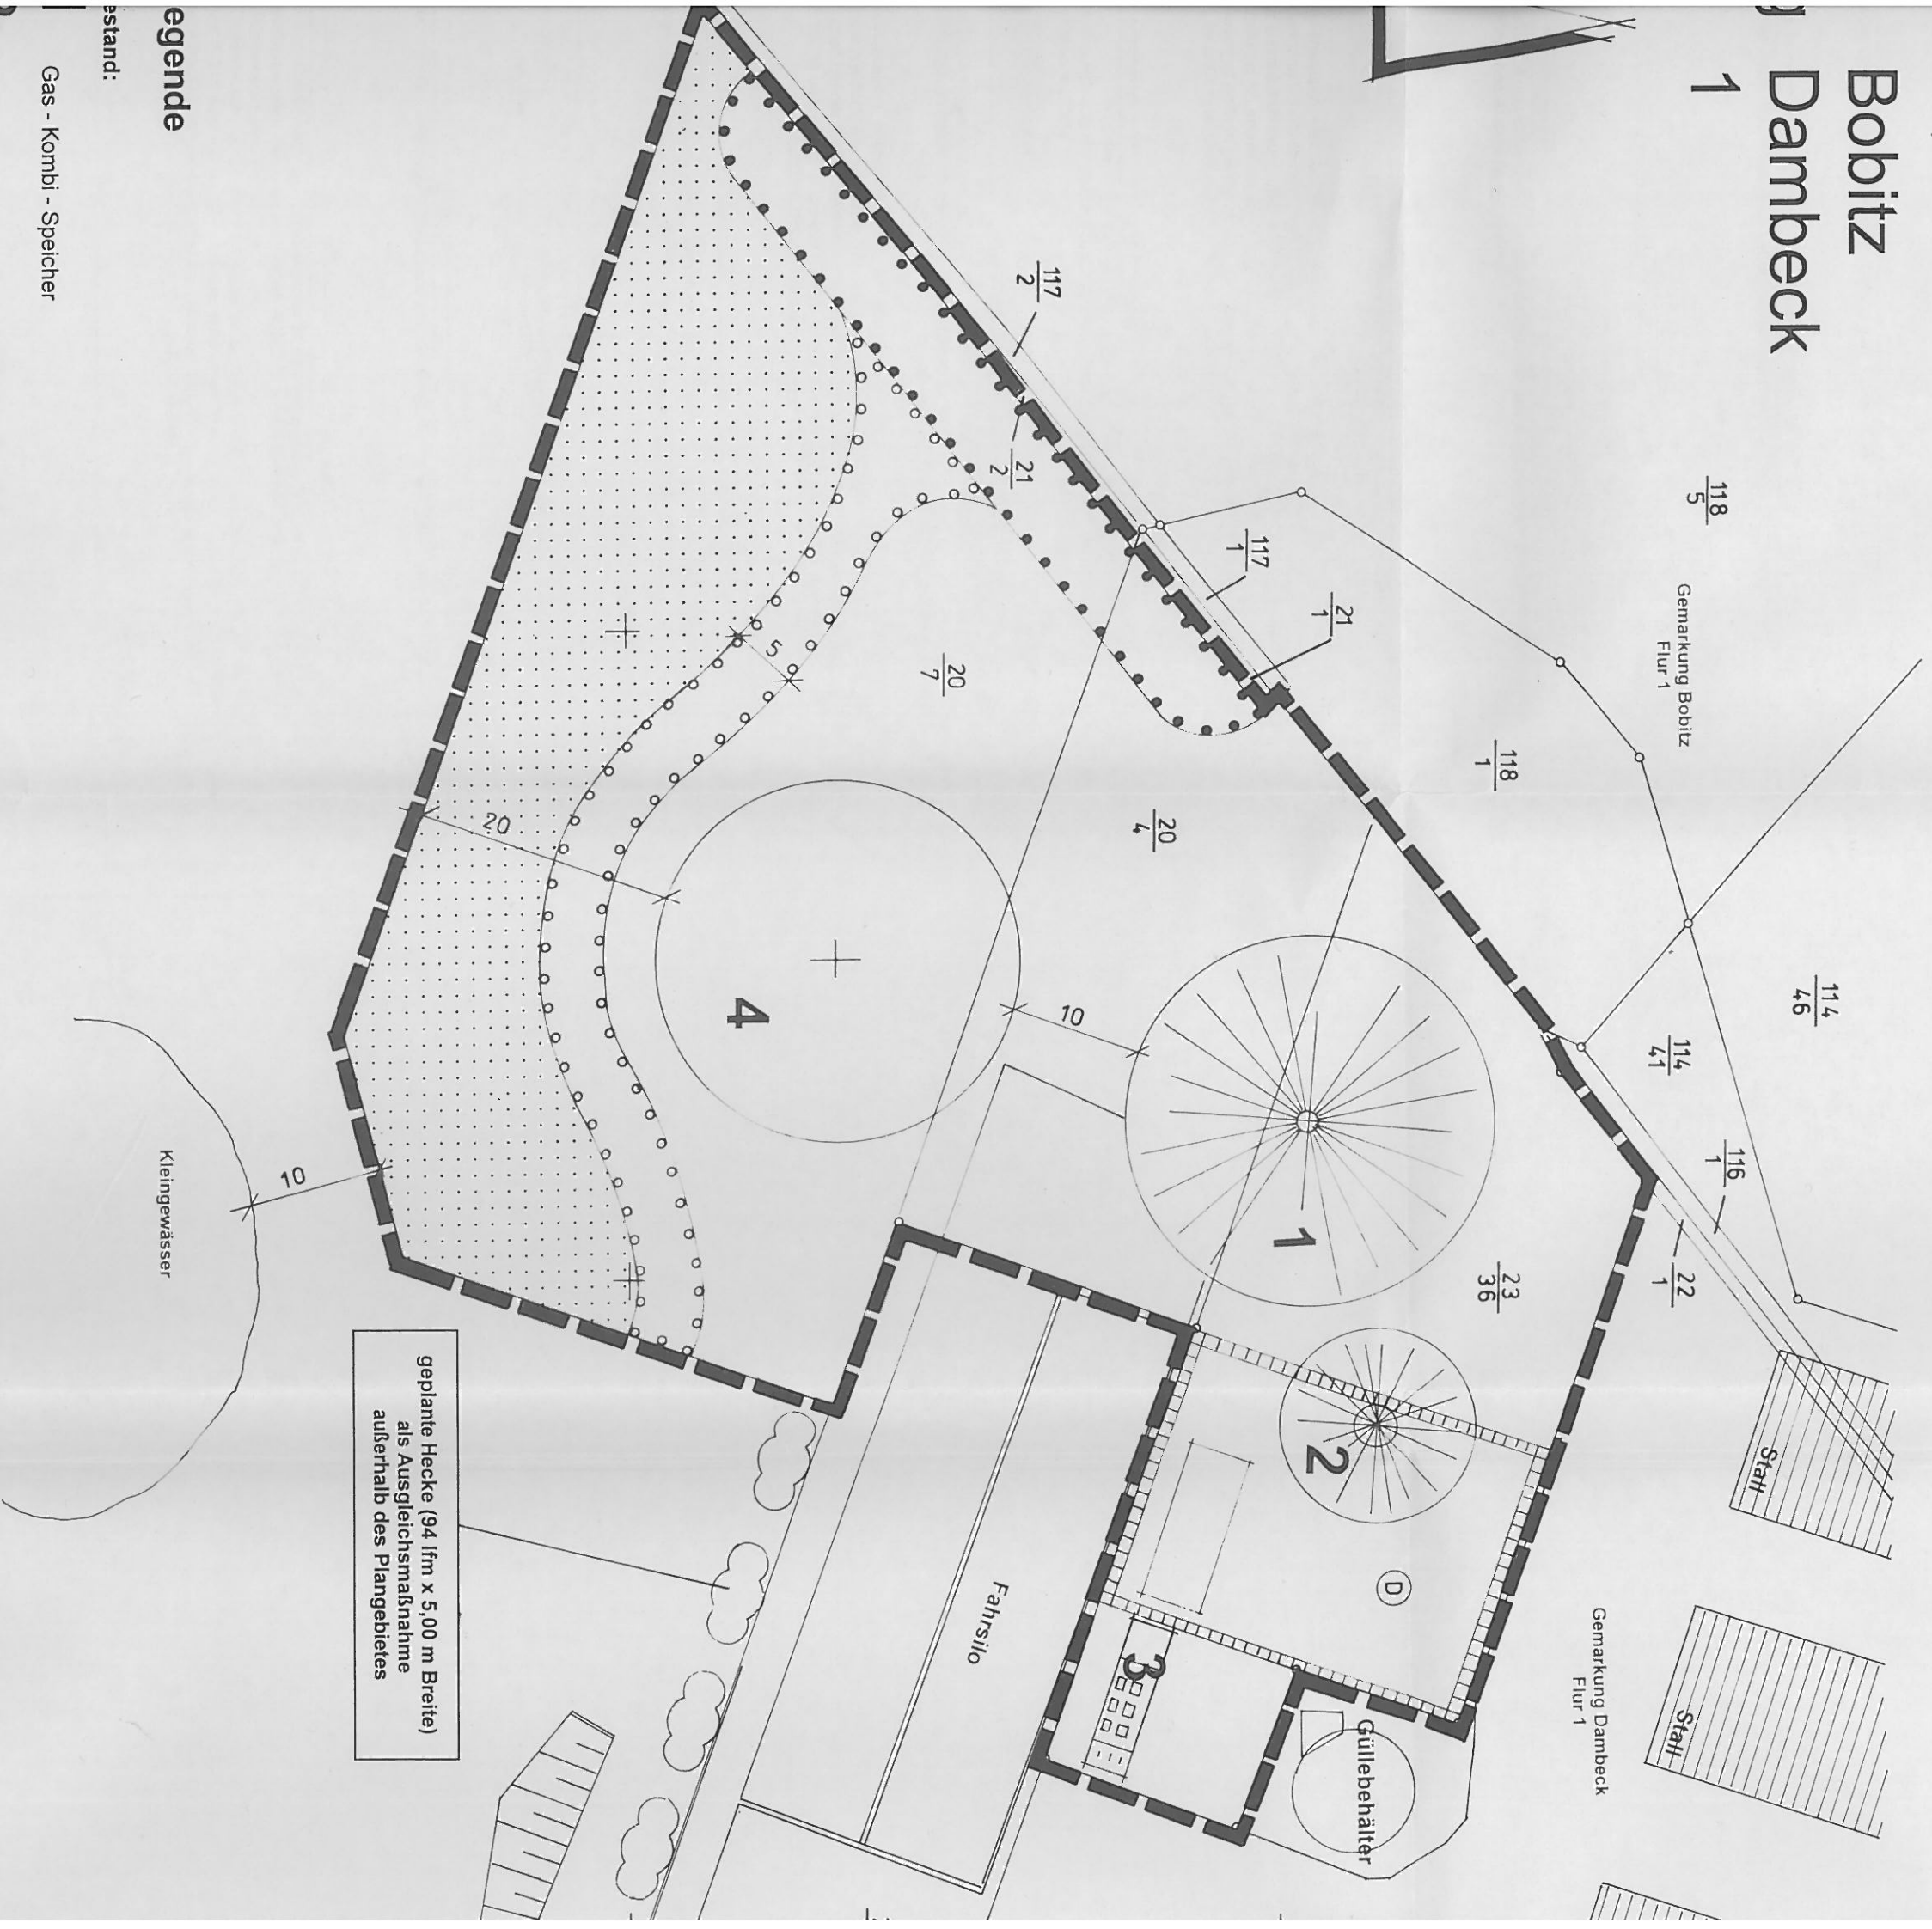 Bobitz
g Dambeck
1
118
5
Gemarkung Bobitz
Flur 1
117
2
21
2
117
1
21
1
118
1
20
7
20
4
114
46
114
41
116
1
22
1
23
36
5
20
10
10
4
1
2
3
D
Stall
Stall
Gemarkung Dambeck
Flur 1
Güllebehälter
Fahrsilo
Kleingewässer
geplante Hecke (94 lfm x 5,00 m Breite)
als Ausgleichsmaßnahme
außerhalb des Plangebietes
egende
estand:
Gas - Kombi - Speicher